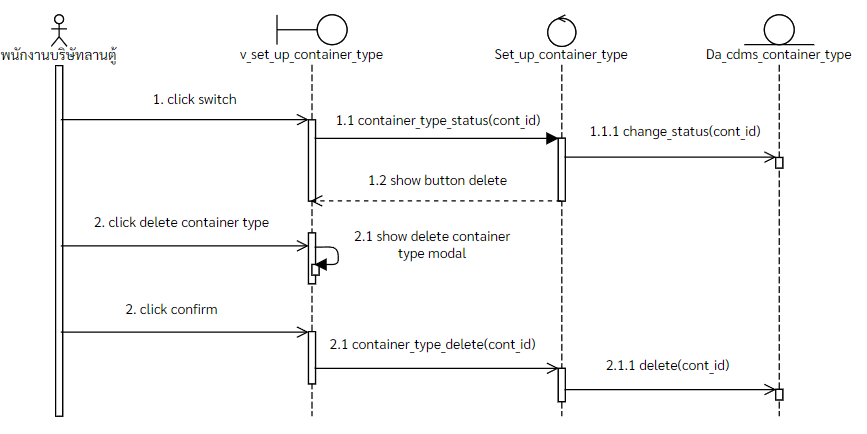 พนักงานบริษัทลานตู้
v_set_up_container_type
Set_up_container_type
Da_cdms_container_type
1. click switch
1.1 container_type_status(cont_id)
1.1.1 change_status(cont_id)
1.2 show button delete
2. click delete container type
2.1 show delete container
type modal
2. click confirm
2.1 container_type_delete(cont_id)
2.1.1 delete(cont_id)